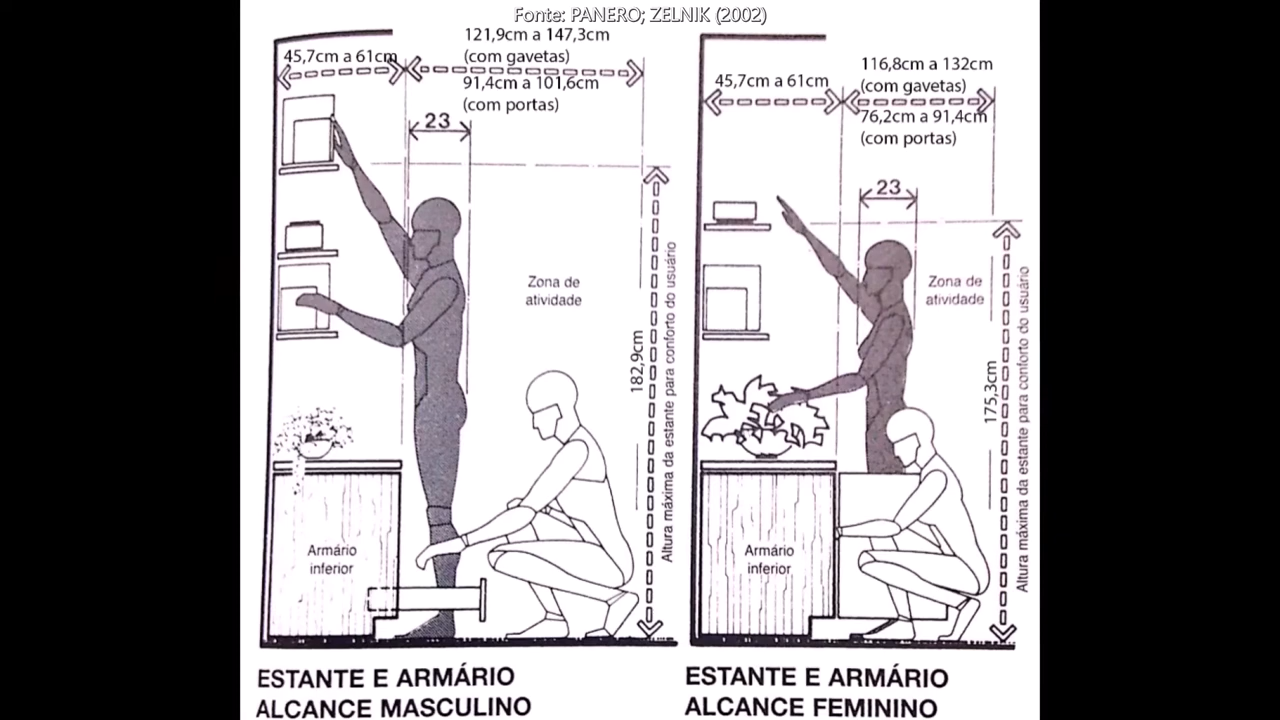 Fonte: PANERO; ZELNIK (2002)
45,7cm a 61cm
121,9cm a 147,3cm
(com gavetas)
91,4cm a 101,6cm
(com portas)
23
Zona de
atividade
182,9cm
Altura máxima da estante para conforto do usuário
Armário
inferior
ESTANTE E ARMÁRIO
ALCANCE MASCULINO
45,7cm a 61cm
116,8cm a 132cm
(com gavetas)
76,2cm a 91,4cm
(com portas)
23
Zona de
atividade
175,3cm
Altura máxima da estante para conforto do usuário
Armário
inferior
ESTANTE E ARMÁRIO
ALCANCE FEMININO